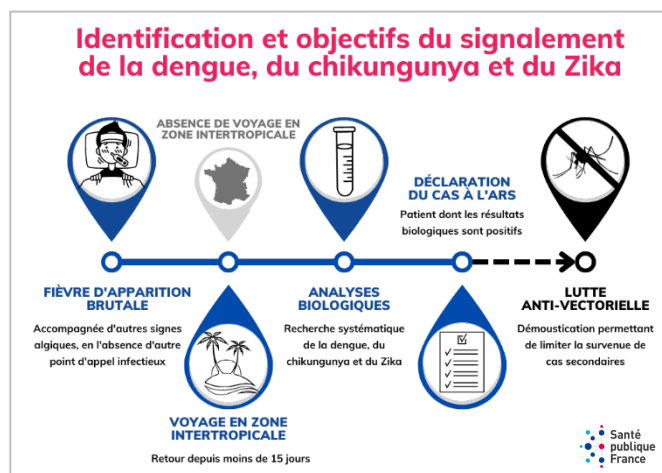 Identification et objectifs du signalement
de la dengue, du chikungunya et du Zika
ABSENCE DE VOYAGE EN
ZONE INTERTROPICALE
DÉCLARATION
DU CAS À L'ARS
Patient dont les résultats
biologiques sont positifs
FIÈVRE D'APPARITION
BRUTALE
Accompagnée d'autres signes
algiques, en l'absence d'autre
point d'appel infectieux
VOYAGE EN ZONE
INTERTROPICALE
Retour depuis moins de 15 jours
ANALYSES
BIOLOGIQUES
Recherche systématique
de la dengue, du
chikungunya et du Zika
LUTTE
ANTI-VECTORIELLE
Démoustication permettant
de limiter la survenue de
cas secondaires
Santé
publique
France